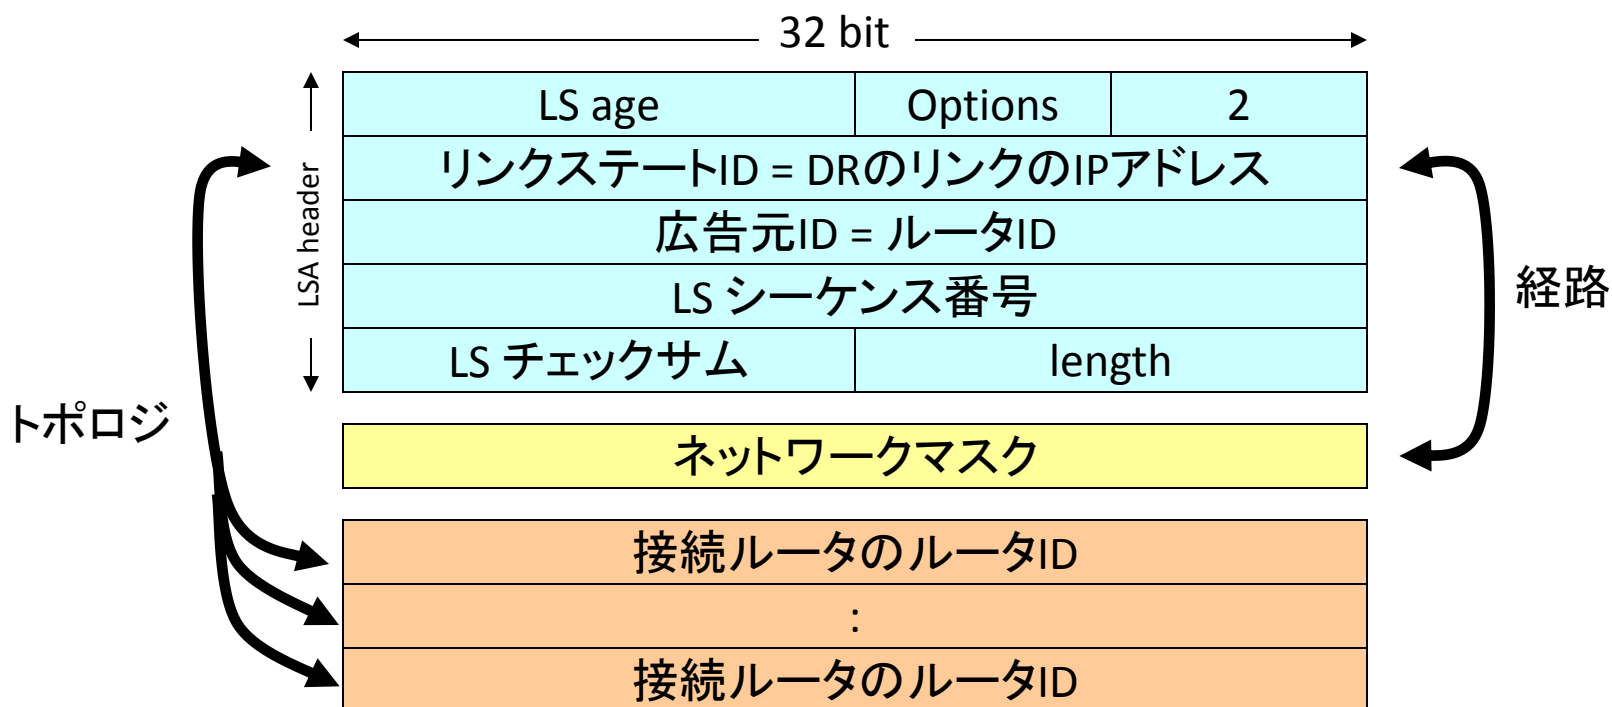 32 bit
LS age Options 2
リンクステートID = DRのリンクのIPアドレス
広告元ID = ルータID
LS シーケンス番号
LS チェックサム length
LSA header
経路
トポロジ
ネットワークマスク
接続ルータのルータID
:
接続ルータのルータID